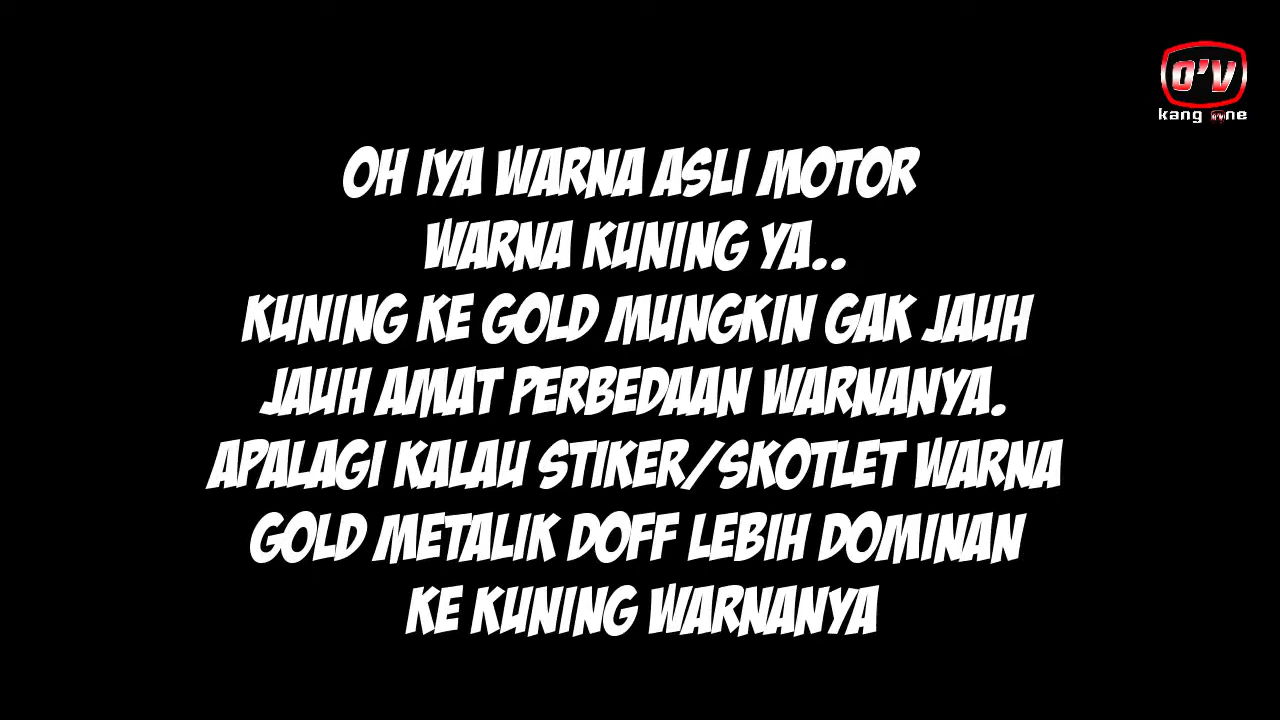 O'V
kang one
OH IYA WARNA ASLI MOTOR
WARNA KUNING YA..
KUNING KE GOLD MUNGKIN GAK JAUH
JAUH AMAT PERBEDAAN WARNANYA.
APALAGI KALAU STIKER/SKOTLET WARNA
GOLD METALIK DOFF LEBIH DOMINAN
KE KUNING WARNANYA